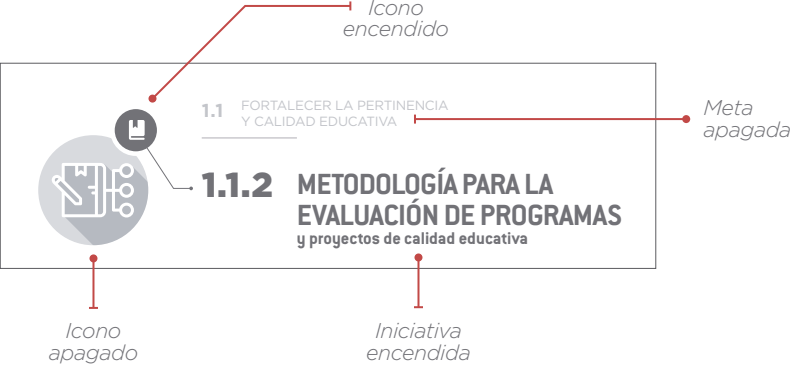 Icono
encendido
1.1 FORTALECER LA PERTINENCIA
Y CALIDAD EDUCATIVA
Meta
apagada
1.1.2 METODOLOGÍA PARA LA
EVALUACIÓN DE PROGRAMAS
y proyectos de calidad educativa
Icono
apagado
Iniciativa
encendida